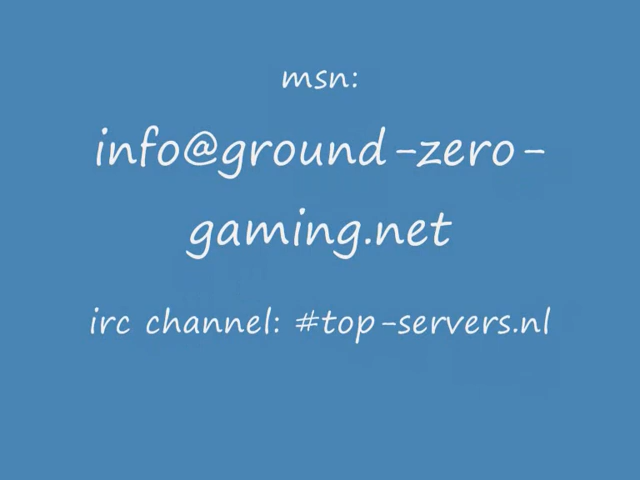 msn:
info@ground-zero-
gaming.net
irc channel: #top-servers.nl